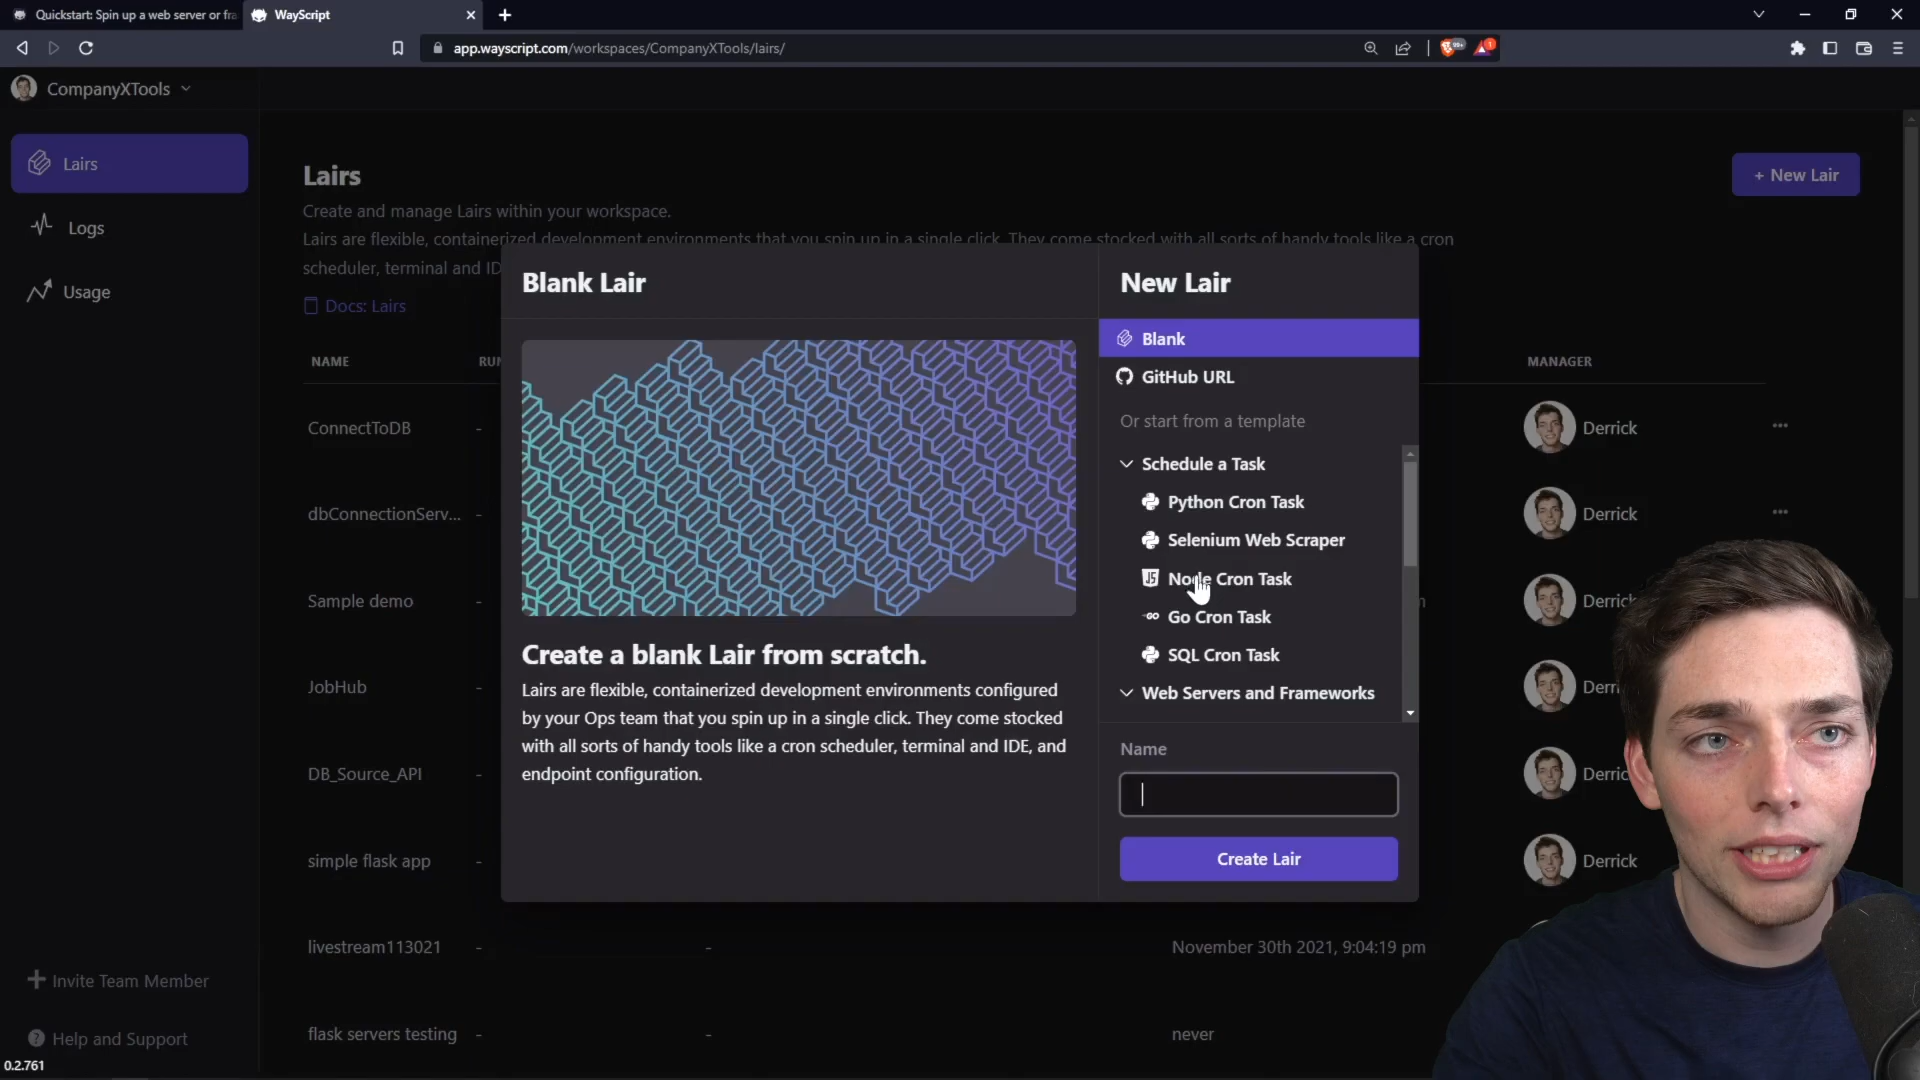 Quickstart: Spin up a web server or fra
WayScript
app.wayscript.com/workspaces/CompanyXTools/lairs/
99+
1
CompanyXTools
Lairs
Logs
Usage
Invite Team Member
Help and Support
0.2.761
Lairs
+ New Lair
Create and manage Lairs within your workspace.
Lairs are flexible, containerized development environments that you spin up in a single click. They come stocked with all sorts of handy tools like a cron
scheduler, terminal and ID
Docs: Lairs
NAME
RUN
MANAGER
ConnectToDB
-
Derrick
dbConnectionServ...
-
Derrick
Sample demo
-
Derrick
JobHub
-
Derr
DB_Source_API
-
Derric
simple flask app
-
Derrick
livestream113021
-
-
November 30th 2021, 9:04:19 pm
flask servers testing
-
-
never
Blank Lair
Create a blank Lair from scratch.
Lairs are flexible, containerized development environments configured
by your Ops team that you spin up in a single click. They come stocked
with all sorts of handy tools like a cron scheduler, terminal and IDE, and
endpoint configuration.
New Lair
Blank
GitHub URL
Or start from a template
Schedule a Task
Python Cron Task
Selenium Web Scraper
JS Node Cron Task
GO Go Cron Task
SQL Cron Task
Web Servers and Frameworks
Name
Create Lair